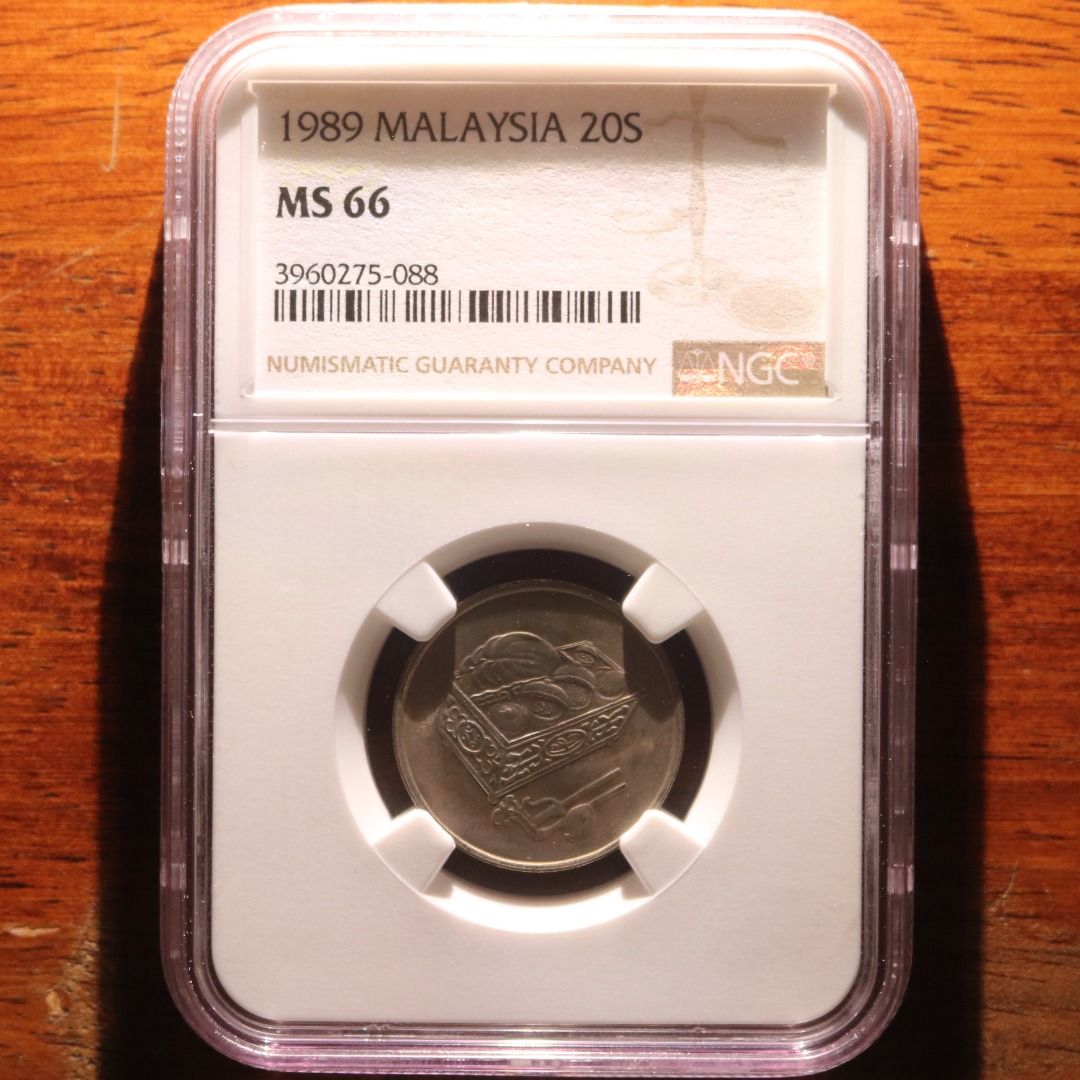 1989 MALAYSIA 20S
MS 66
3960275-088
NUMISMATIC GUARANTY COMPANY
NGC®